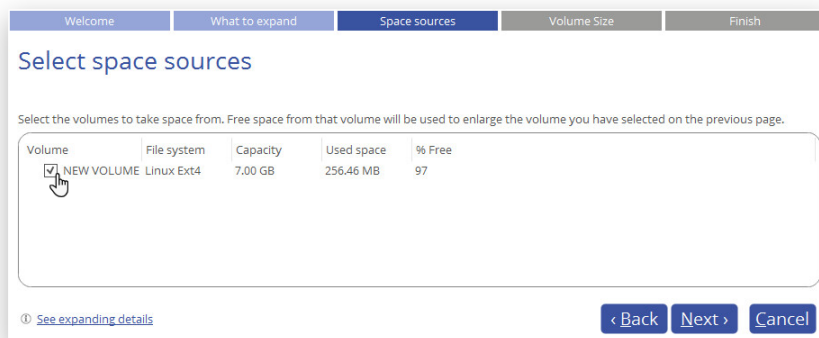 Welcome What to expand Space sources Volume Size Finish
Select space sources
Select the volumes to take space from. Free space from that volume will be used to enlarge the volume you have selected on the previous page.
Volume File system Capacity Used space % Free
NEW VOLUME Linux Ext4 7.00 GB 256.46 MB 97
See expanding details ‹ Back Next › Cancel